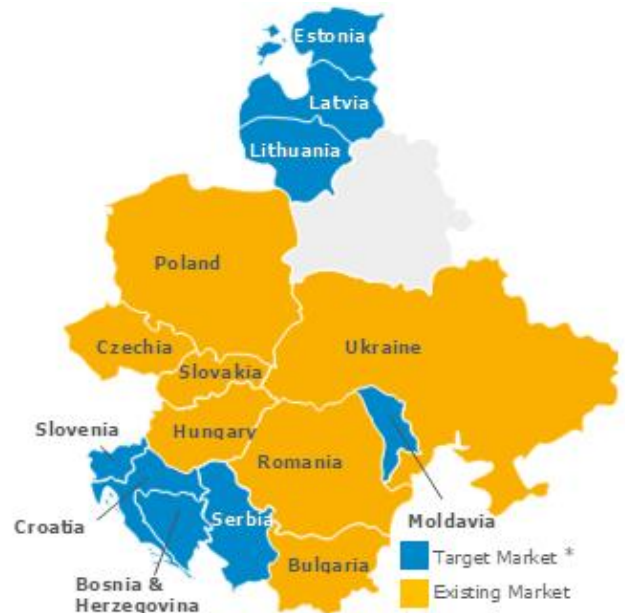 Estonia
Latvia
Lithuania
Poland
Czechia
Ukraine
Slovakia
Slovenia
Hungary
Romania
Croatia
Serbia
Moldavia
Bosnia &
Herzegovina
Bulgaria
Target Market *
Existing Market